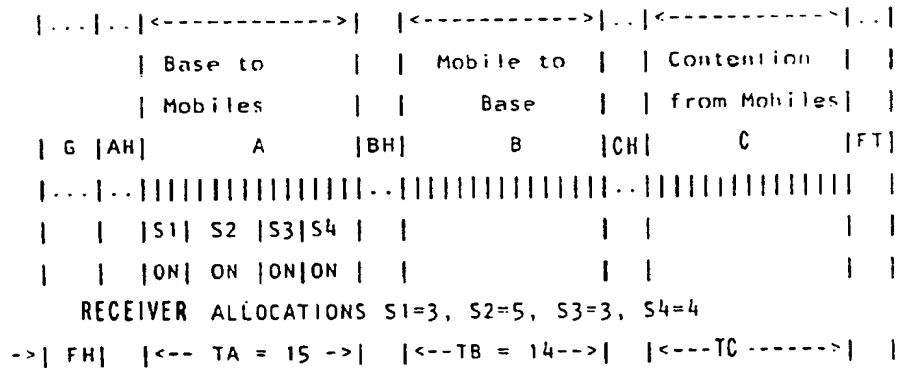 |...|..|<------------->| |<------------>|..|<------------>|..|
| Base to | | Mobile to | | Contention | |
| Mobiles | | Base | | from Mobiles| |
| G |AH| A |BH| B |CH| C |FT|
|...|..|||||||||||||||||..|||||||||||||||..||||||||||||||| |
| | |S1| S2 |S3|S4 | | | | | |
| | |ON| ON |ON|ON | | | | | |
RECEIVER ALLOCATIONS S1=3, S2=5, S3=3, S4=4
->| FH| |<-- TA = 15 ->| |<--TB = 14-->| |<---TC ------>| |